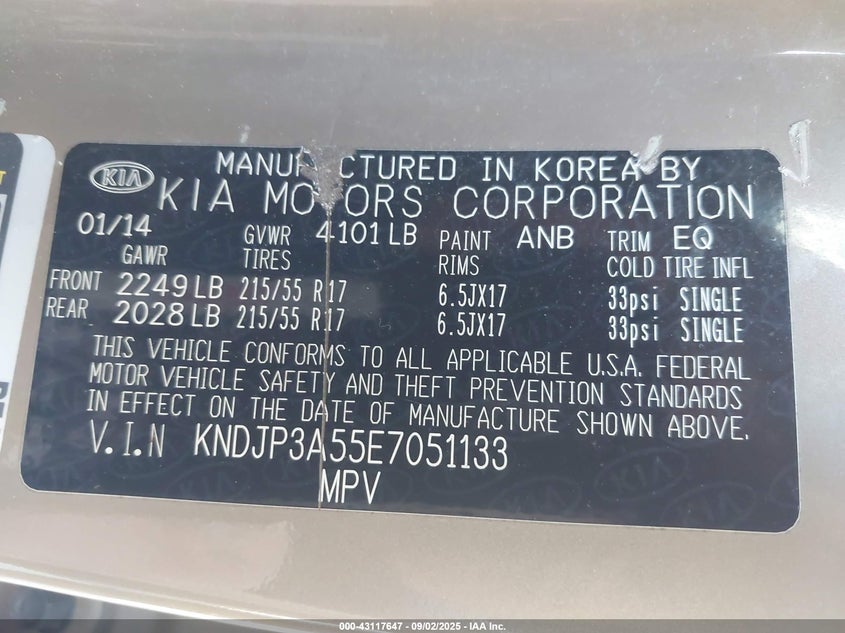 KIA
MANUFACTURED IN KOREA BY
KIA MOTORS CORPORATION
01/14 GVWR 4101 LB PAINT ANB TRIM EQ
GAWR TIRES RIMS COLD TIRE INFL
FRONT 2249 LB 215/55 R17 6.5JX17 33psi SINGLE
REAR 2028 LB 215/55 R17 6.5JX17 33psi SINGLE
THIS VEHICLE CONFORMS TO ALL APPLICABLE U.S.A. FEDERAL
MOTOR VEHICLE SAFETY AND THEFT PREVENTION STANDARDS
IN EFFECT ON THE DATE OF MANUFACTURE SHOWN ABOVE.
V.I.N KNDJP3A55E7051133
MPV
000-43117647 - 09/02/2025 - IAA Inc.